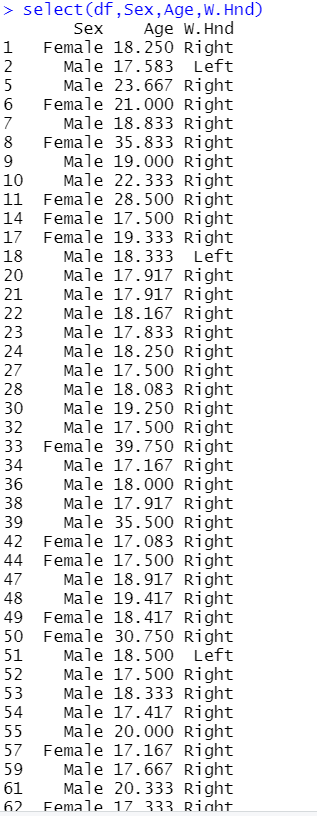 > select(df,Sex,Age,W.Hnd)
Sex Age W.Hnd
1 Female 18.250 Right
2 Male 17.583 Left
5 Male 23.667 Right
6 Female 21.000 Right
7 Male 18.833 Right
8 Female 35.833 Right
9 Male 19.000 Right
10 Male 22.333 Right
11 Female 28.500 Right
14 Female 17.500 Right
17 Female 19.333 Right
18 Male 18.333 Left
20 Male 17.917 Right
21 Male 17.917 Right
22 Male 18.167 Right
23 Male 17.833 Right
24 Male 18.250 Right
27 Male 17.500 Right
28 Male 18.083 Right
30 Male 19.250 Right
32 Male 17.500 Right
33 Female 39.750 Right
34 Male 17.167 Right
36 Male 18.000 Right
38 Male 17.917 Right
39 Male 35.500 Right
42 Female 17.083 Right
44 Female 17.500 Right
47 Male 18.917 Right
48 Male 19.417 Right
49 Female 18.417 Right
50 Female 30.750 Right
51 Male 18.500 Left
52 Male 17.500 Right
53 Male 18.333 Right
54 Male 17.417 Right
55 Male 20.000 Right
57 Female 17.167 Right
59 Male 17.667 Right
61 Male 20.333 Right
62 Female 17.333 Right